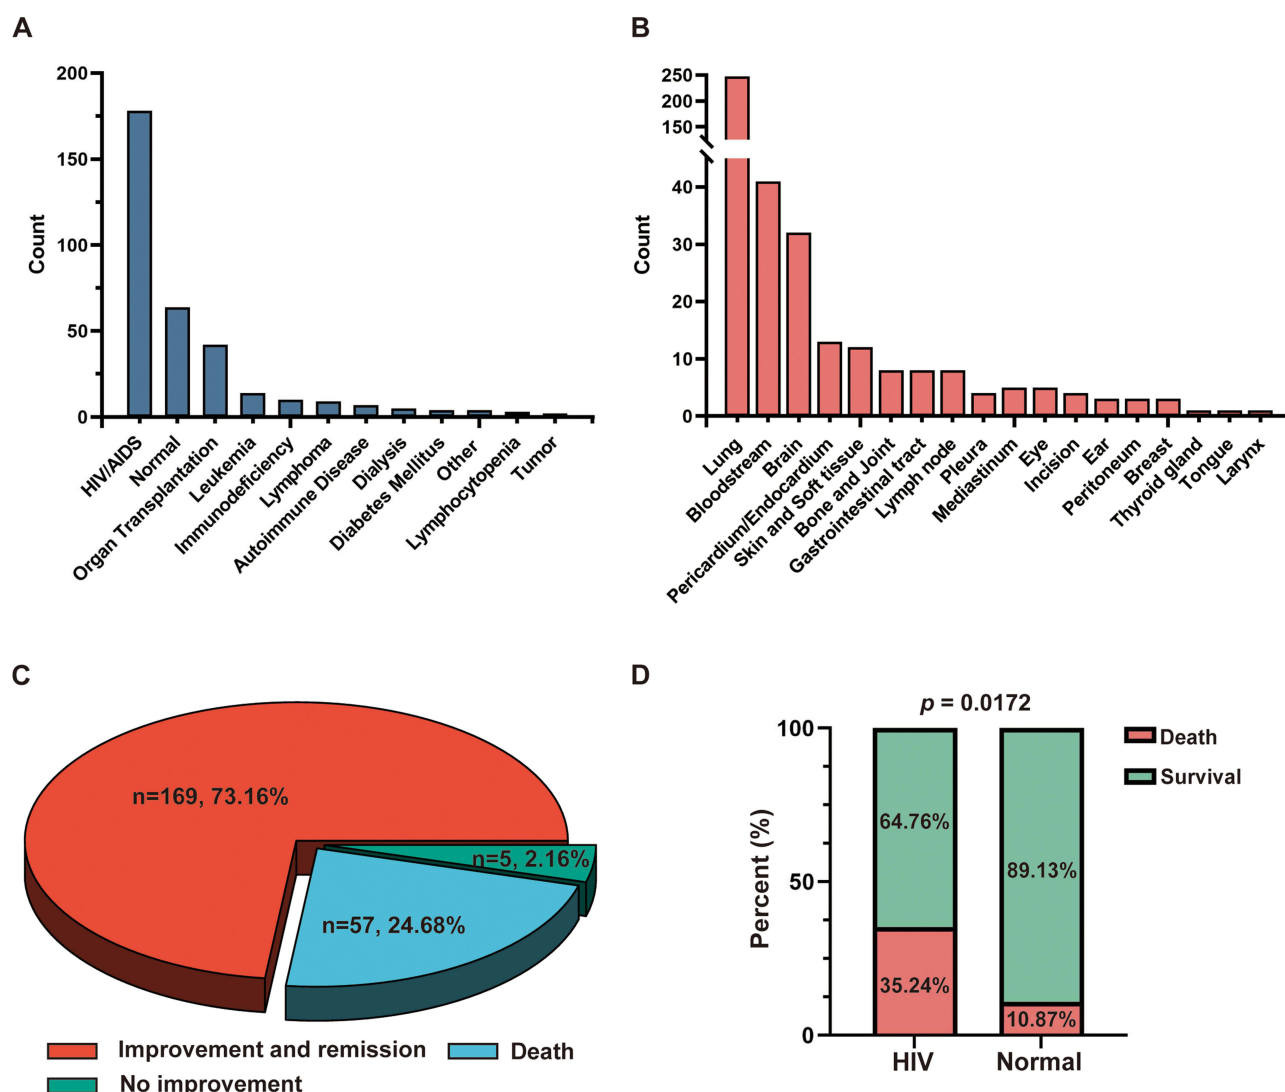 A
Count
200
150
100
50
0
HIV/AIDS
Normal
Organ Transplantation
Leukemia
Immunodeficiency
Lymphoma
Autoimmune Disease
Dialysis
Diabetes Mellitus
Other
Lymphocytopenia
Tumor
B
Count
250
200
150
40
30
20
10
0
Lung
Bloodstream
Brain
Pericardium/Endocardium
Skin and Soft tissue
Bone and Joint
Gastrointestinal tract
Lymph node
Pleura
Mediastinum
Eye
Incision
Ear
Peritoneum
Breast
Thyroid gland
Tongue
Larynx
C
n=169, 73.16%
n=5, 2.16%
n=57, 24.68%
Improvement and remission
Death
No improvement
D
p = 0.0172
Percent (%)
100
50
0
64.76%
35.24%
89.13%
10.87%
HIV
Normal
Death
Survival